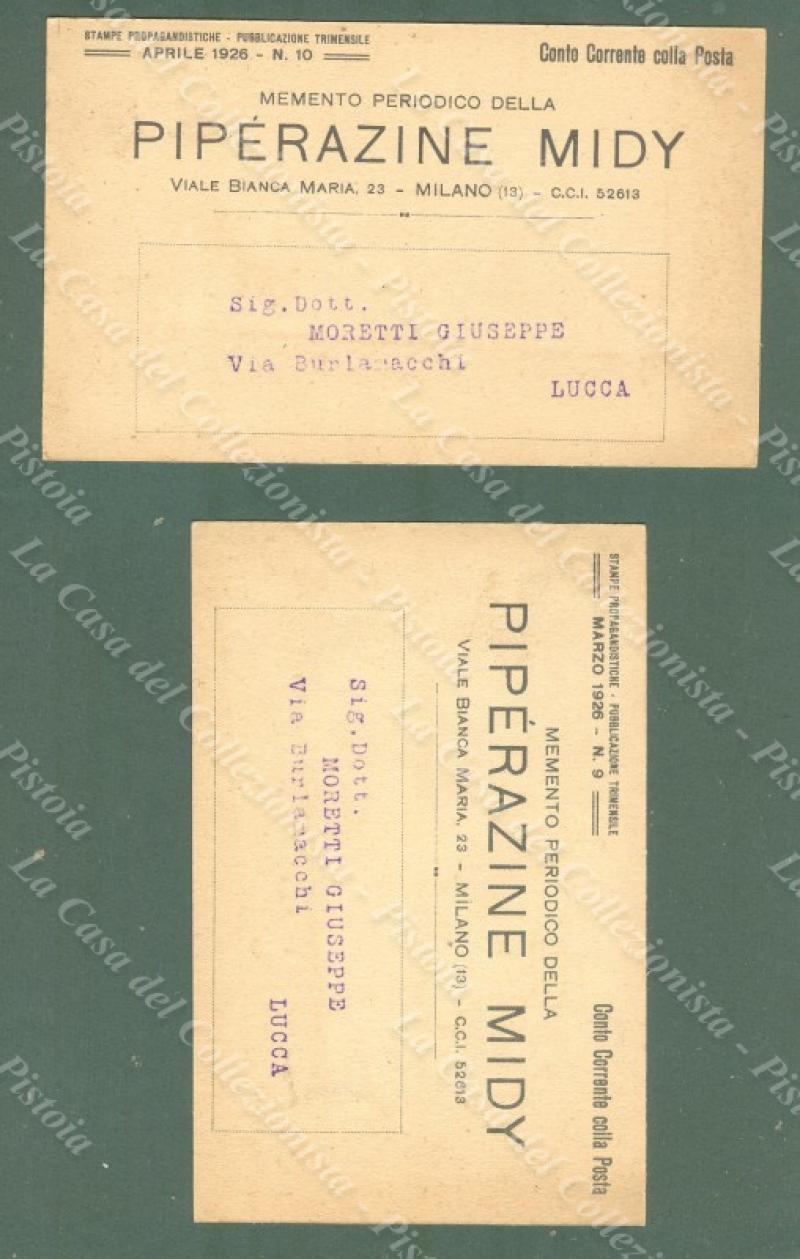 STAMPE PROPAGANDISTICHE - PUBBLICAZIONE TRIMENSILE
APRILE 1926 - N. 10
Conto Corrente colla Posta
MEMENTO PERIODICO DELLA
PIPÉRAZINE MIDY
VIALE BIANCA MARIA, 23 - MILANO (13) - C.C.I. 52613
Sig.Dott.
MORETTI GIUSEPPE
Via Burlamacchi
LUCCA
STAMPE PROPAGANDISTICHE - PUBBLICAZIONE TRIMENSILE
MARZO 1926 - N. 9
Conto Corrente colla Posta
MEMENTO PERIODICO DELLA
PIPÉRAZINE MIDY
VIALE BIANCA MARIA, 23 - MILANO (13) - C.C.I. 52613
Sig.Dott.
MORETTI GIUSEPPE
Via Burlamacchi
LUCCA
La Casa del Collezionista - Pistoia